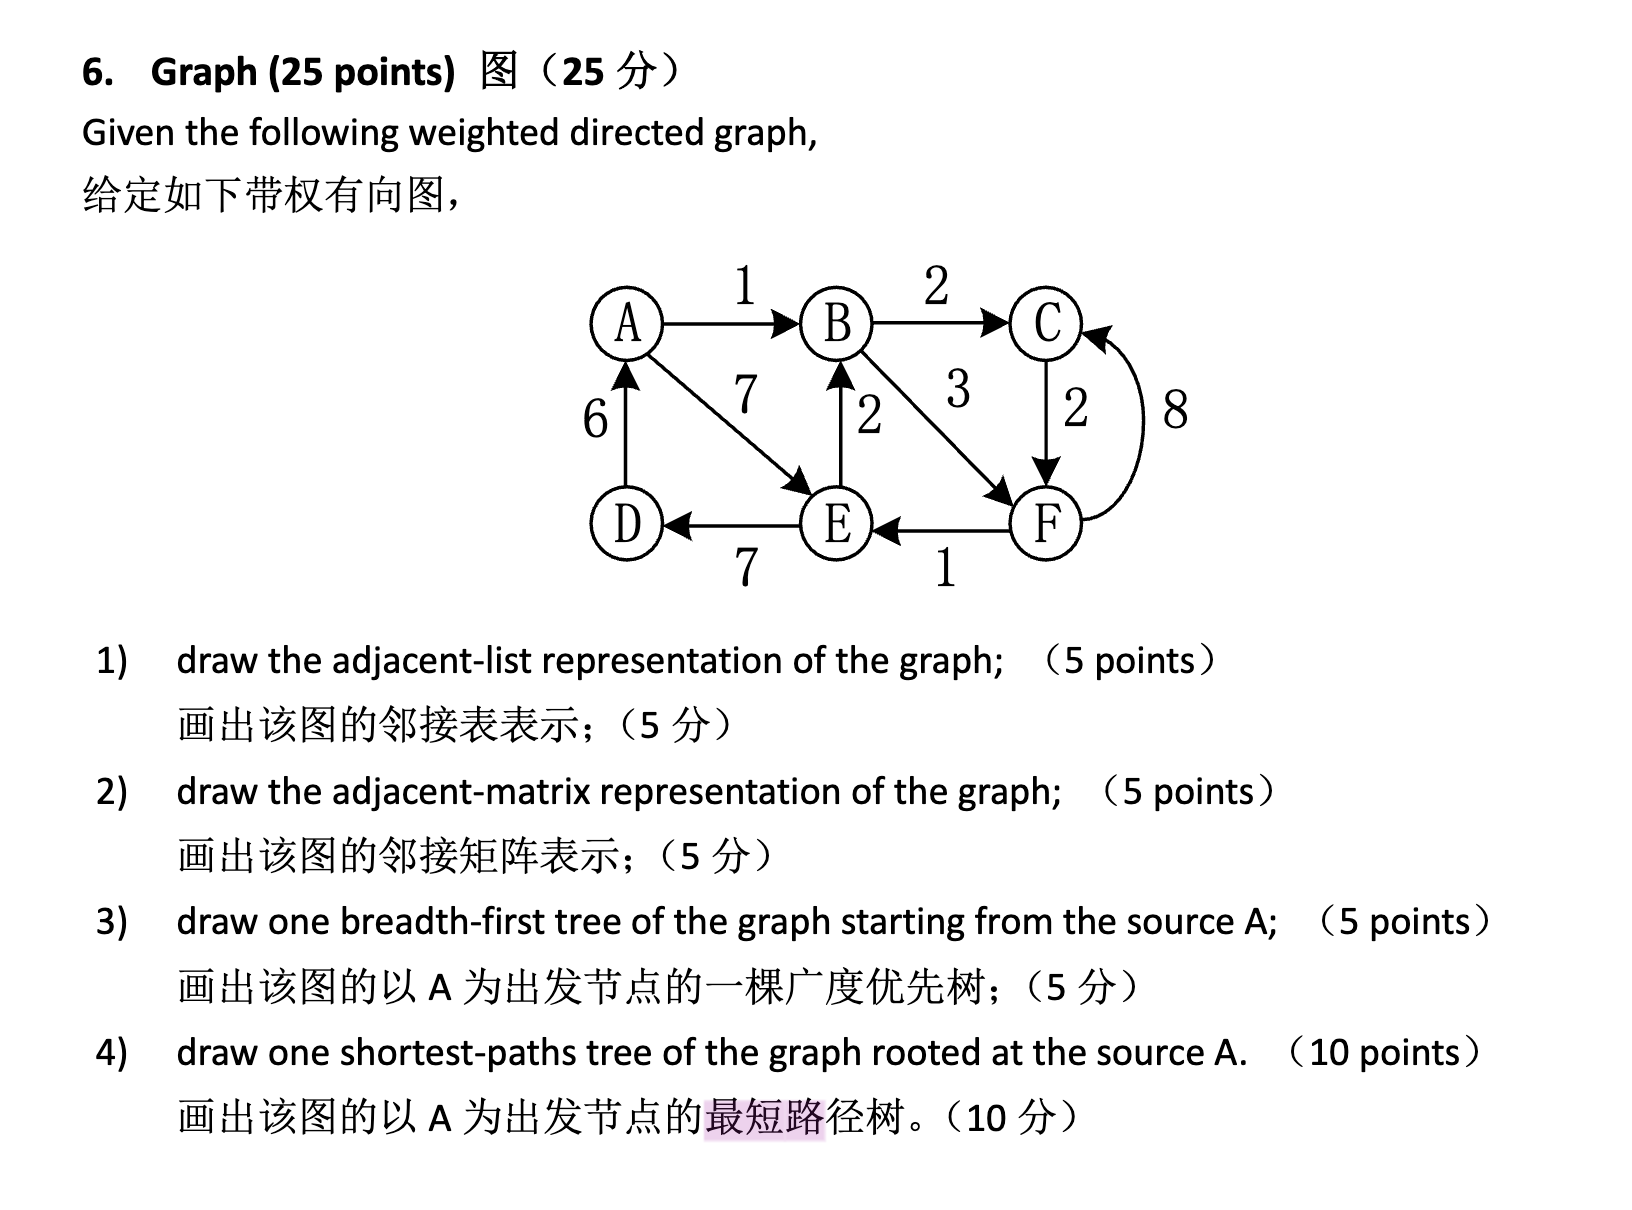 6. Graph (25 points) 图（25 分）
Given the following weighted directed graph,
给定如下带权有向图，
1 2
A B C
7 3
6 2 2 8
D E F
7 1
1) draw the adjacent-list representation of the graph; （5 points）
画出该图的邻接表表示；（5 分）
2) draw the adjacent-matrix representation of the graph; （5 points）
画出该图的邻接矩阵表示；（5 分）
3) draw one breadth-first tree of the graph starting from the source A; （5 points）
画出该图的以 A 为出发节点的一棵广度优先树；（5 分）
4) draw one shortest-paths tree of the graph rooted at the source A. （10 points）
画出该图的以 A 为出发节点的最短路径树。（10 分）